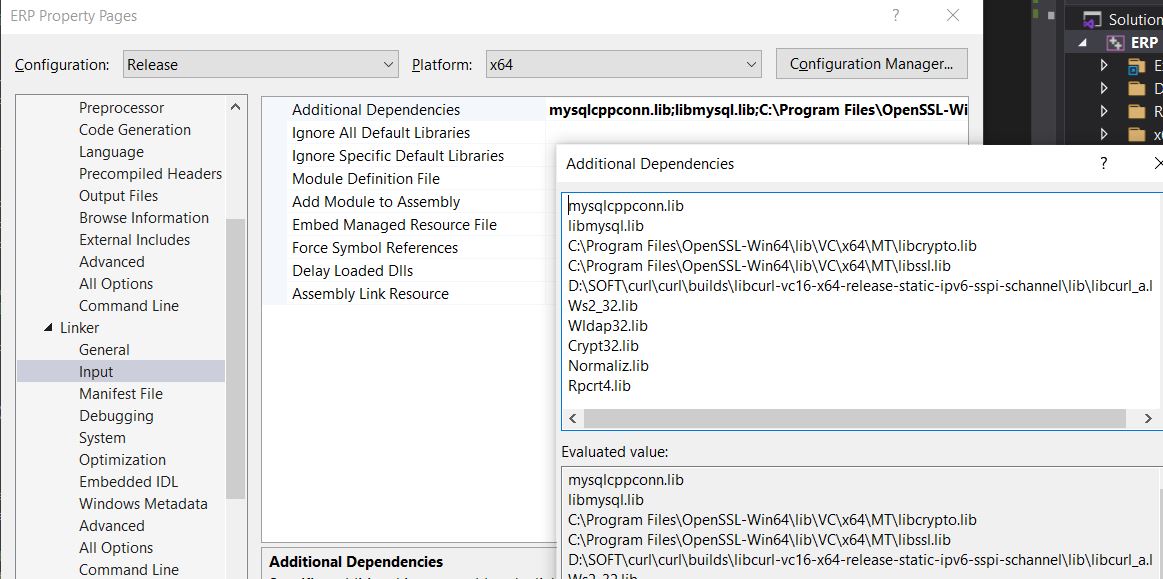 ERP Property Pages
?
Configuration: Release Platform: x64 Configuration Manager...
Preprocessor
Code Generation
Language
Precompiled Headers
Output Files
Browse Information
External Includes
Advanced
All Options
Command Line
Linker
General
Input
Manifest File
Debugging
System
Optimization
Embedded IDL
Windows Metadata
Advanced
All Options
Command Line
Additional Dependencies mysqlcppconn.lib;libmysql.lib;C:\Program Files\OpenSSL-Wi
Ignore All Default Libraries
Ignore Specific Default Libraries
Module Definition File
Add Module to Assembly
Embed Managed Resource File
Force Symbol References
Delay Loaded Dlls
Assembly Link Resource
Additional Dependencies
Additional Dependencies
?
mysqlcppconn.lib
libmysql.lib
C:\Program Files\OpenSSL-Win64\lib\VC\x64\MT\libcrypto.lib
C:\Program Files\OpenSSL-Win64\lib\VC\x64\MT\libssl.lib
D:\SOFT\curl\curl\builds\libcurl-vc16-x64-release-static-ipv6-sspi-schannel\lib\libcurl_a.l
Ws2_32.lib
Wldap32.lib
Crypt32.lib
Normaliz.lib
Rpcrt4.lib
Evaluated value:
mysqlcppconn.lib
libmysql.lib
C:\Program Files\OpenSSL-Win64\lib\VC\x64\MT\libcrypto.lib
C:\Program Files\OpenSSL-Win64\lib\VC\x64\MT\libssl.lib
D:\SOFT\curl\curl\builds\libcurl-vc16-x64-release-static-ipv6-sspi-schannel\lib\libcurl_a.l
Solution
ERP
E
D
R
x